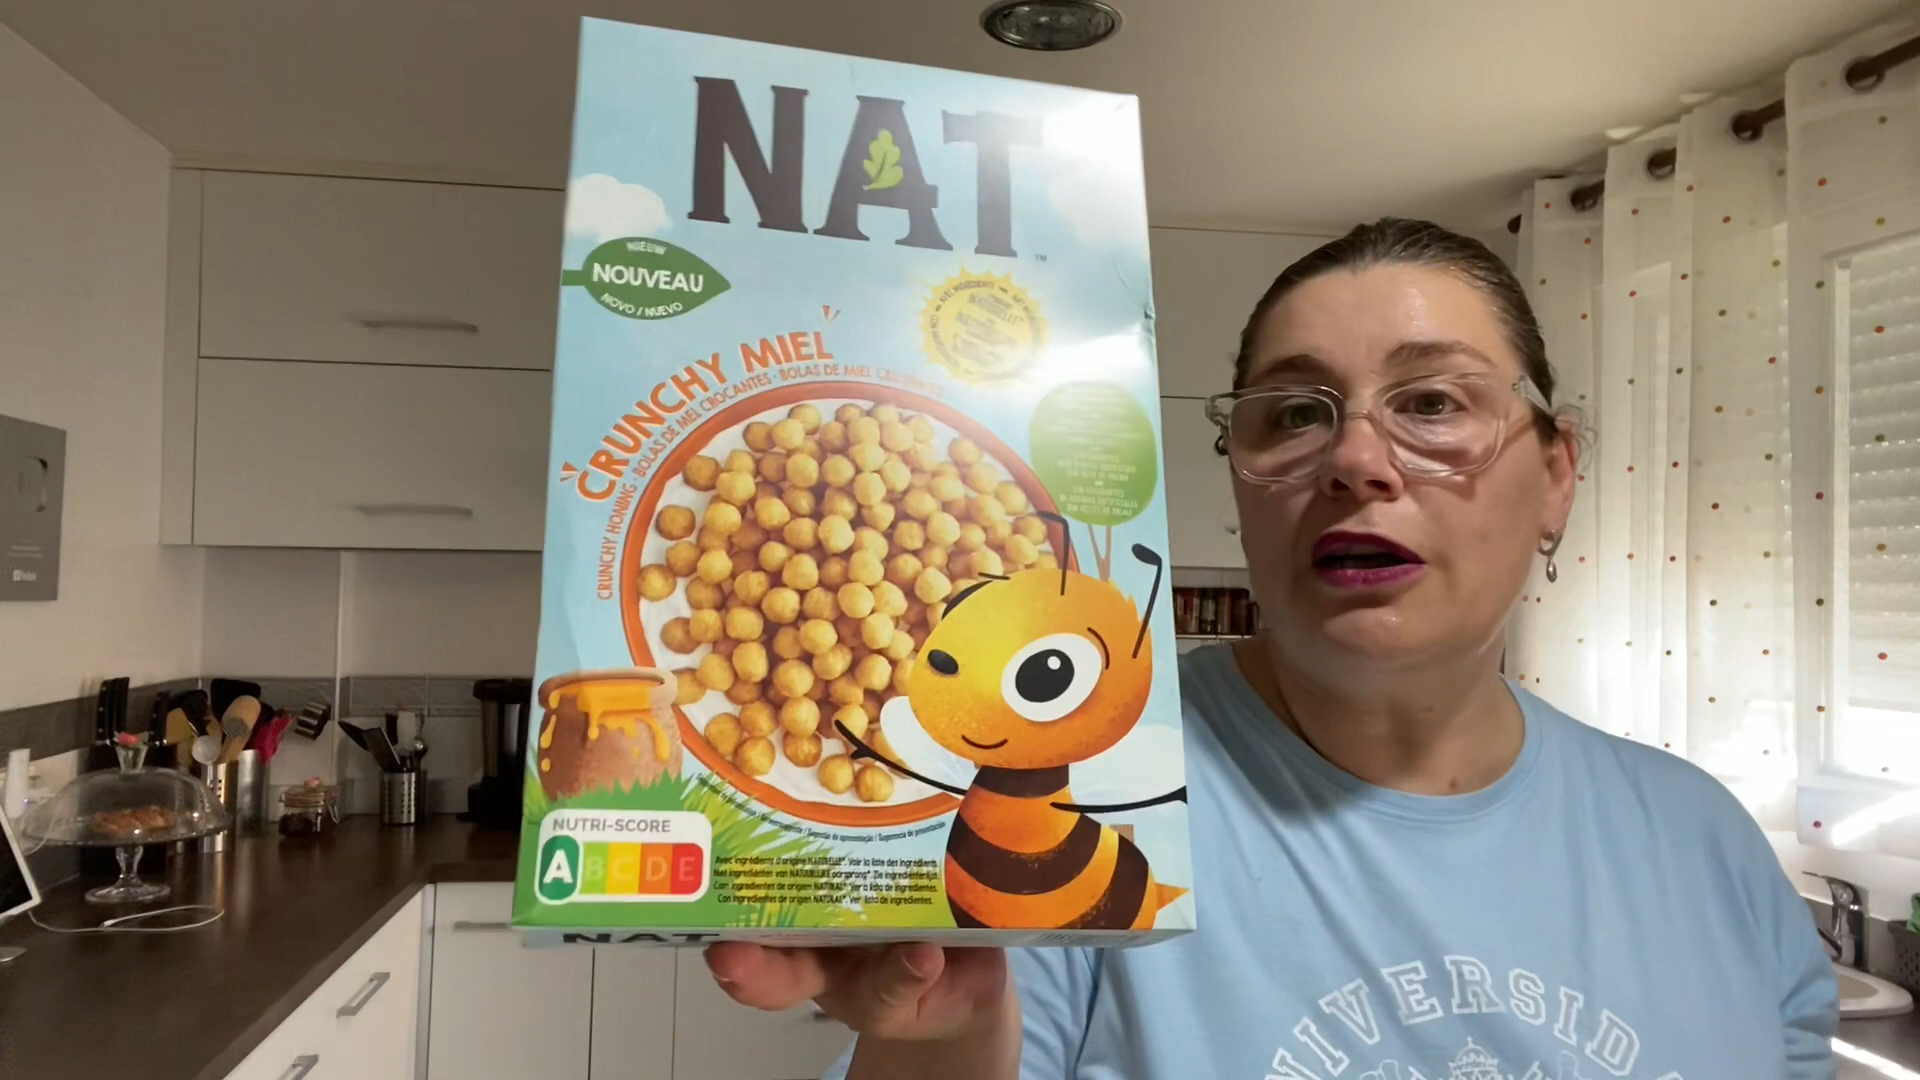 NAT
™
NIEUW
NOUVEAU
NOVO / NUEVO
CRUNCHY MIEL
CRUNCHY HONING · BOLAS DE MEL CROCANTES · BOLAS DE MIEL
NUTRI-SCORE
A B C D E
Avec ingrédients d'origine NATURELLE*. Voir la liste des ingrédients.
Met ingrediënten van NATUURLIJKE oorsprong*. Zie ingrediëntenlijst.
Com ingredientes de origem NATURAL*. Ver a lista de ingredientes.
Con ingredientes de origen NATURAL*. Ver lista de ingredientes.
NAT
UNIVERSIDA